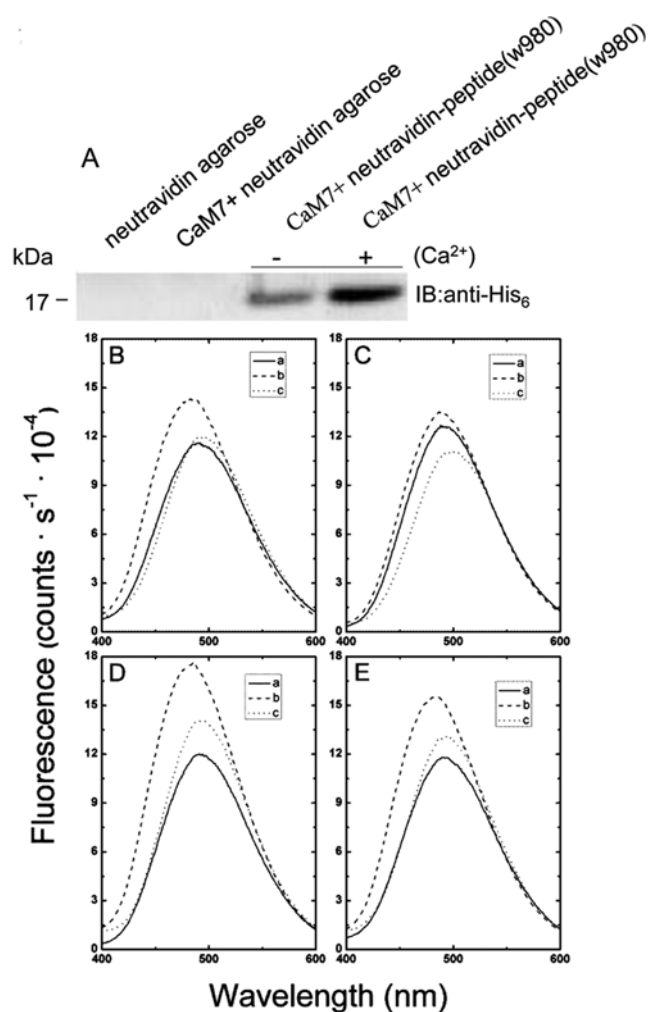 A
neutravidin agarose
CaM7+ neutravidin agarose
CaM7+ neutravidin-peptide(w980)
CaM7+ neutravidin-peptide(w980)
kDa
- + (Ca²⁺)
17 –
IB:anti-His₆
B
a
b
c
18
15
12
9
6
3
0
400 500 600
C
a
b
c
18
15
12
9
6
3
0
400 500 600
D
a
b
c
18
15
12
9
6
3
0
400 500 600
E
a
b
c
18
15
12
9
6
3
0
400 500 600
Fluorescence (counts · s⁻¹ · 10⁻⁴)
Wavelength (nm)